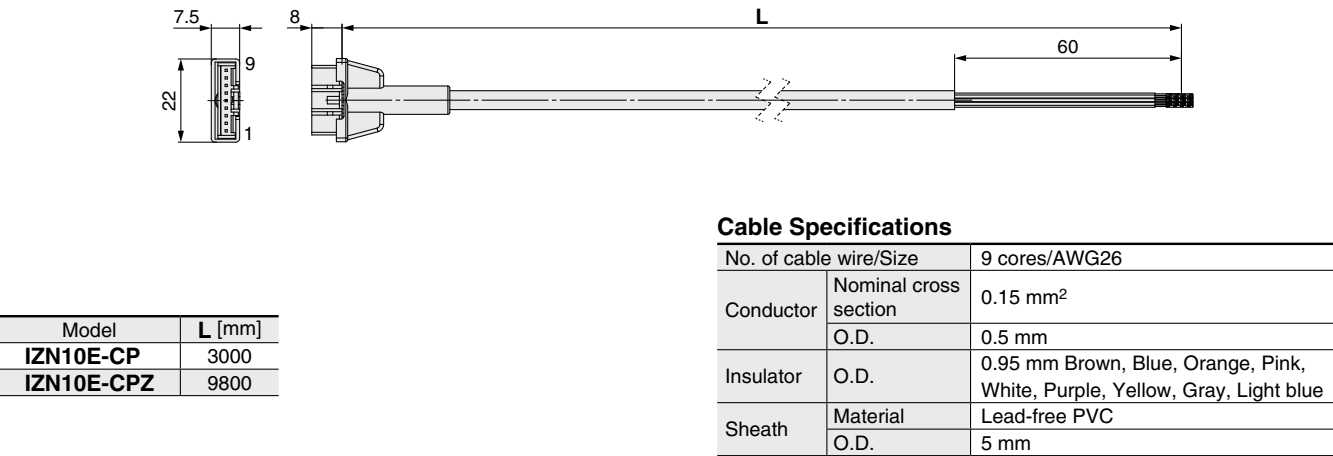 7.5
8
L
60
9
22
1
Cable Specifications
No. of cable wire/Size 9 cores/AWG26
Conductor Nominal cross section 0.15 mm²
O.D. 0.5 mm
Insulator O.D. 0.95 mm Brown, Blue, Orange, Pink,
White, Purple, Yellow, Gray, Light blue
Sheath Material Lead-free PVC
O.D. 5 mm
Model L [mm]
IZN10E-CP 3000
IZN10E-CPZ 9800